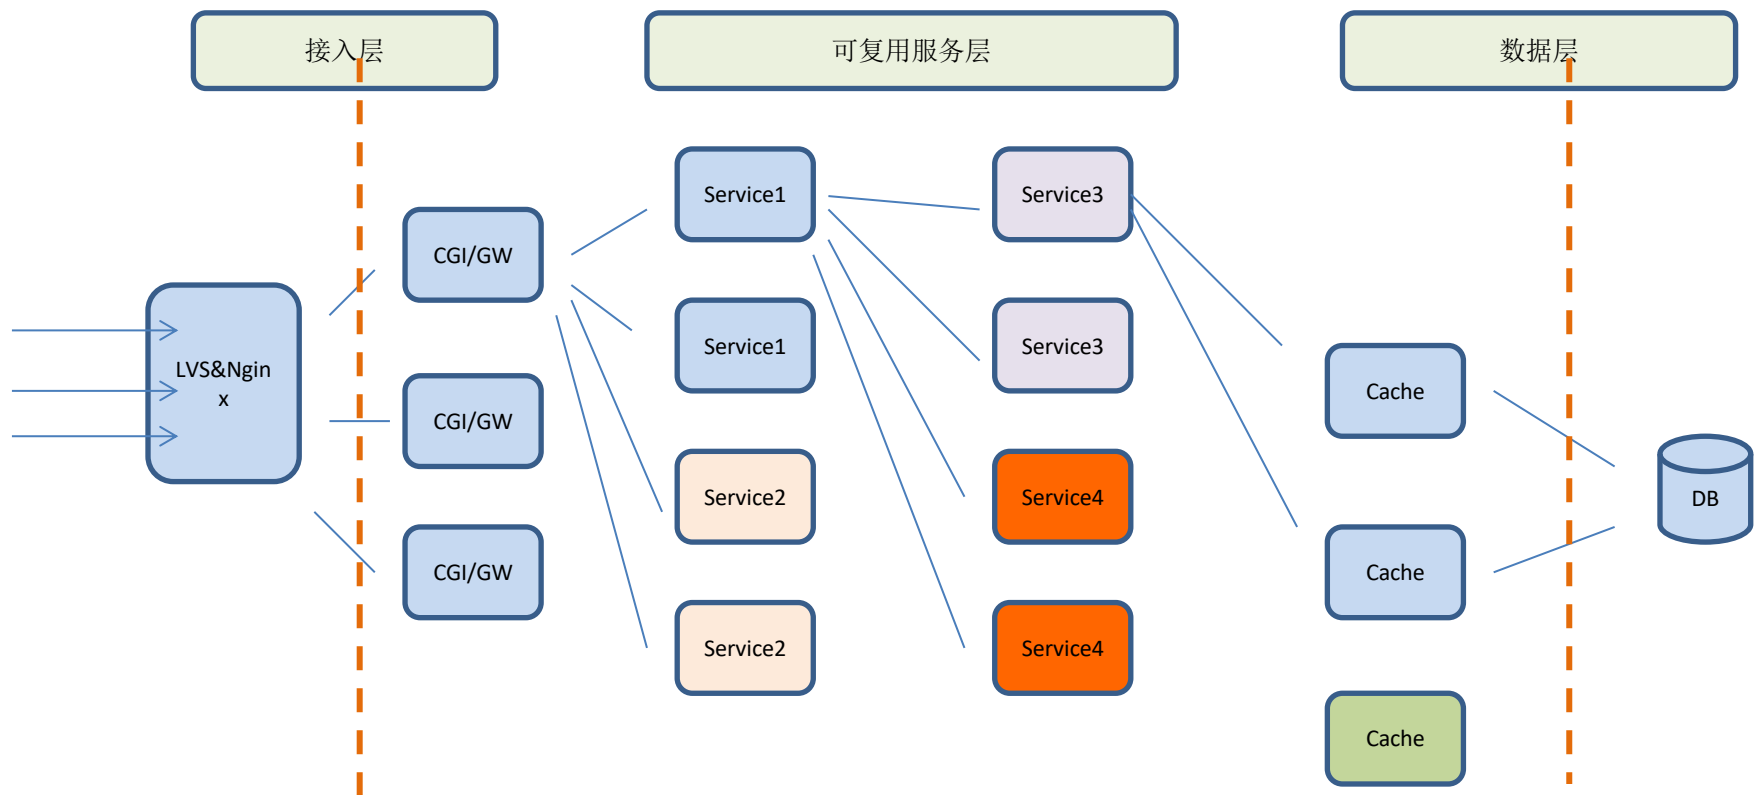 接入层
可复用服务层
数据层
Service1
Service3
CGI/GW
Service1
Service3
LVS&Ngin
x
CGI/GW
Cache
Service2
Service4
DB
CGI/GW
Cache
Service2
Service4
Cache